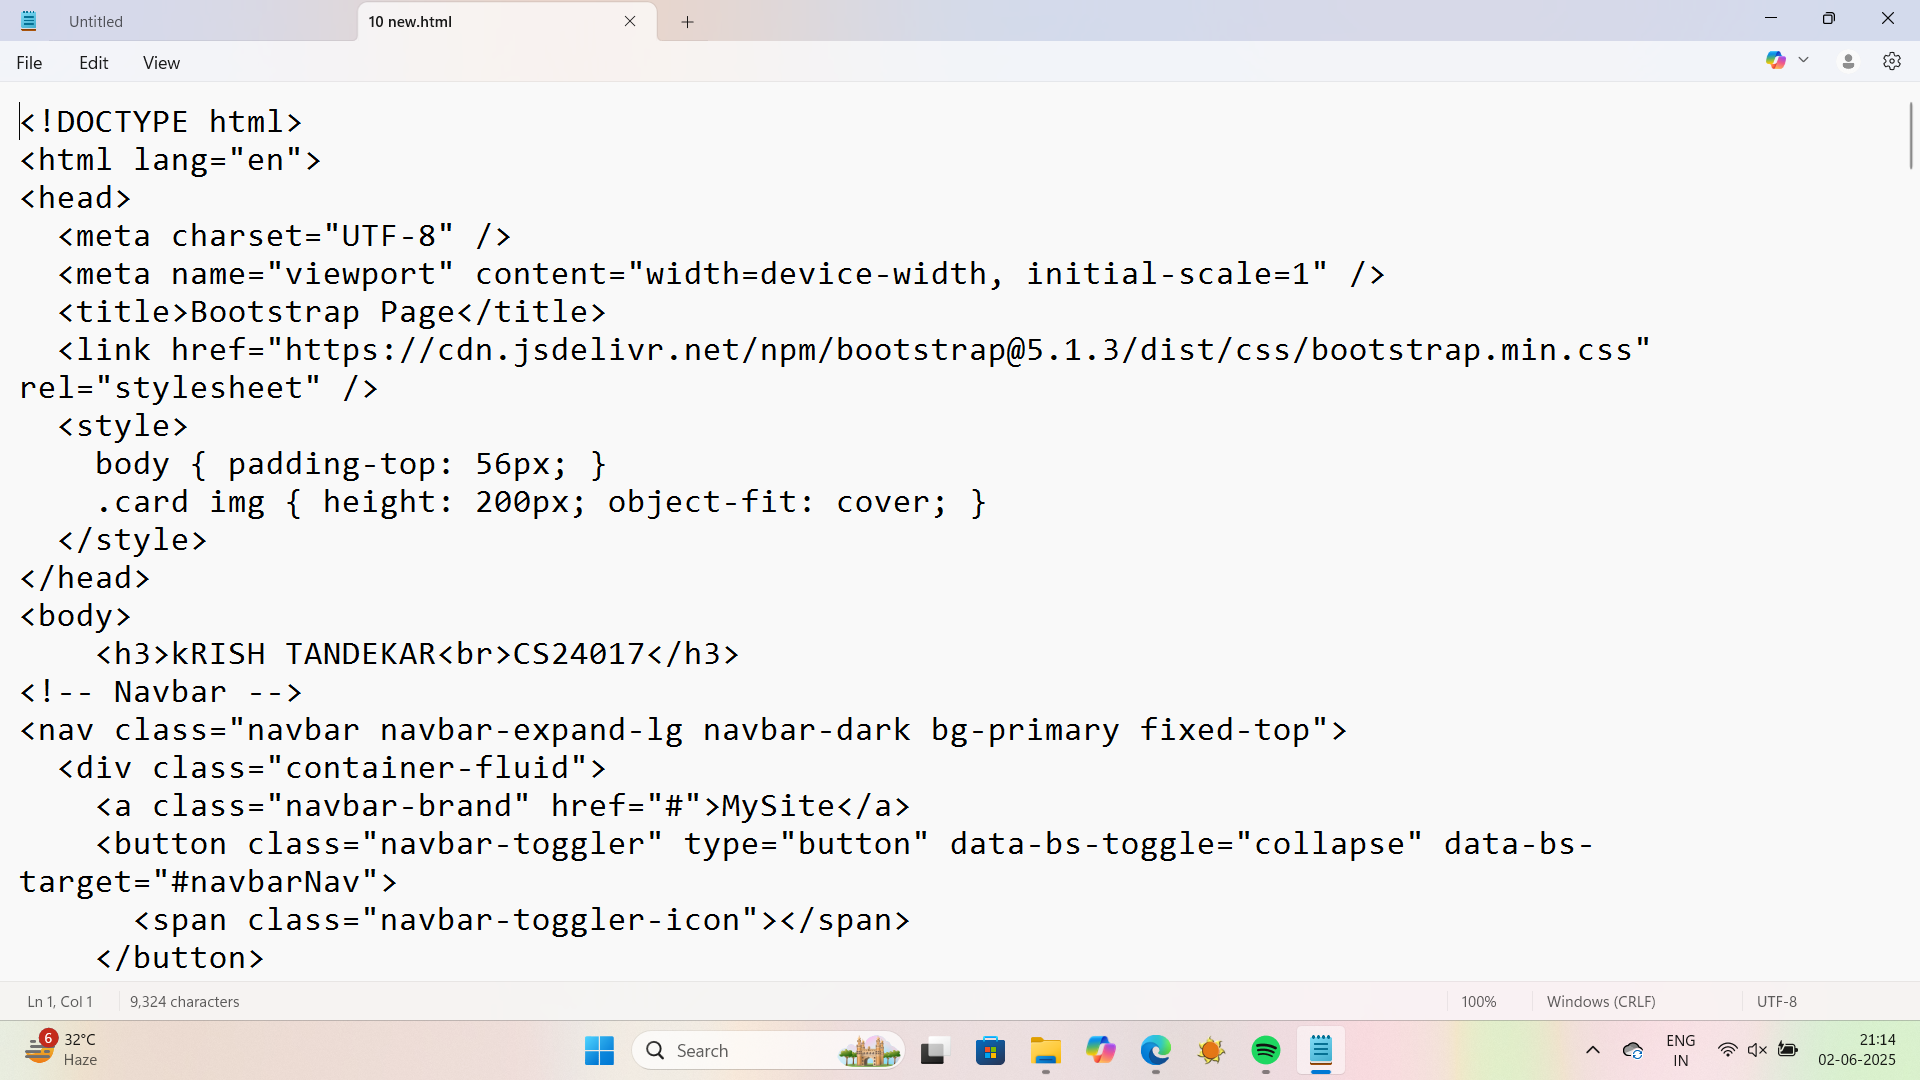 Untitled
10 new.html
File Edit View
<!DOCTYPE html>
<html lang="en">
<head>
  <meta charset="UTF-8" />
  <meta name="viewport" content="width=device-width, initial-scale=1" />
  <title>Bootstrap Page</title>
  <link href="https://cdn.jsdelivr.net/npm/bootstrap@5.1.3/dist/css/bootstrap.min.css"
rel="stylesheet" />
  <style>
    body { padding-top: 56px; }
    .card img { height: 200px; object-fit: cover; }
  </style>
</head>
<body>
    <h3>kRISH TANDEKAR<br>CS24017</h3>
<!-- Navbar -->
<nav class="navbar navbar-expand-lg navbar-dark bg-primary fixed-top">
  <div class="container-fluid">
    <a class="navbar-brand" href="#">MySite</a>
    <button class="navbar-toggler" type="button" data-bs-toggle="collapse" data-bs-
target="#navbarNav">
      <span class="navbar-toggler-icon"></span>
    </button>
Ln 1, Col 1 9,324 characters 100% Windows (CRLF) UTF-8
6
32°C
Haze
Search
ENG
IN
21:14
02-06-2025